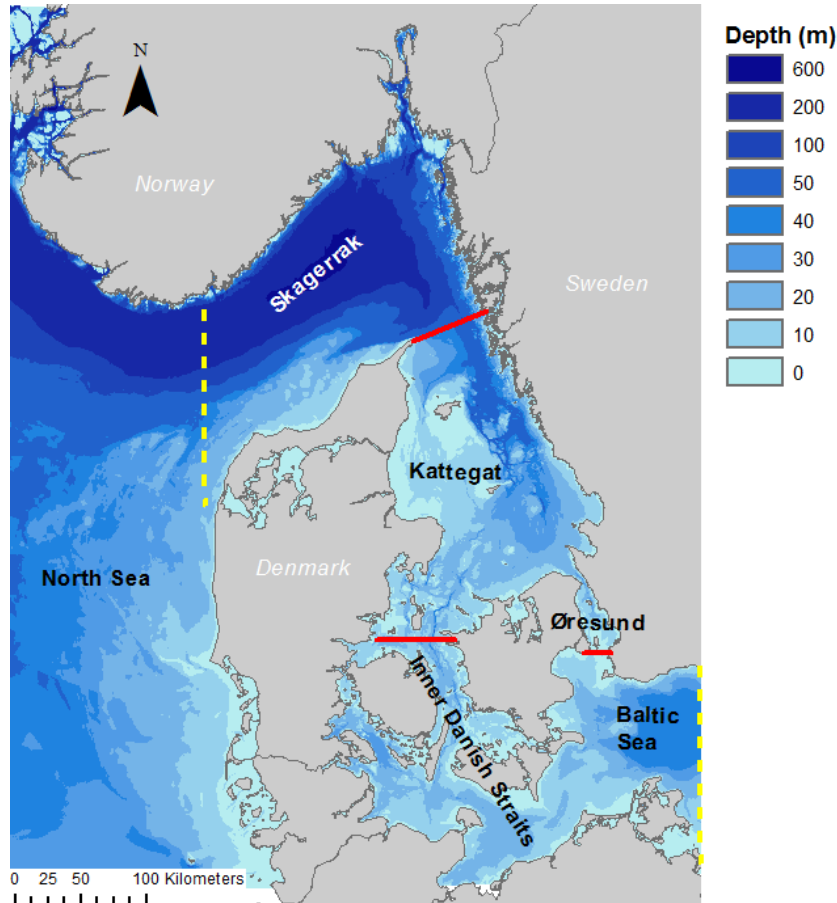 N
Norway
Skagerrak
Sweden
Kattegat
North Sea
Denmark
Øresund
Inner Danish Straits
Baltic
Sea
0 25 50 100 Kilometers
Depth (m)
600
200
100
50
40
30
20
10
0